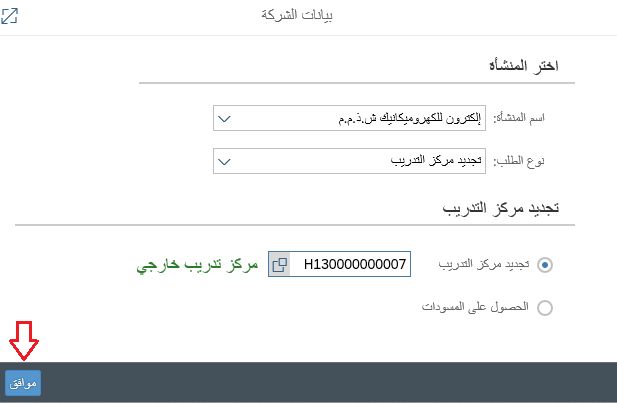 بيانات الشركة
اختر المنشأة
اسم المنشأة: إلكترون للكهروميكانيك ش.ذ.م.م
نوع الطلب: تجديد مركز التدريب
تجديد مركز التدريب
تجديد مركز التدريب H130000000007 مركز تدريب خارجي
الحصول على المسودات
موافق